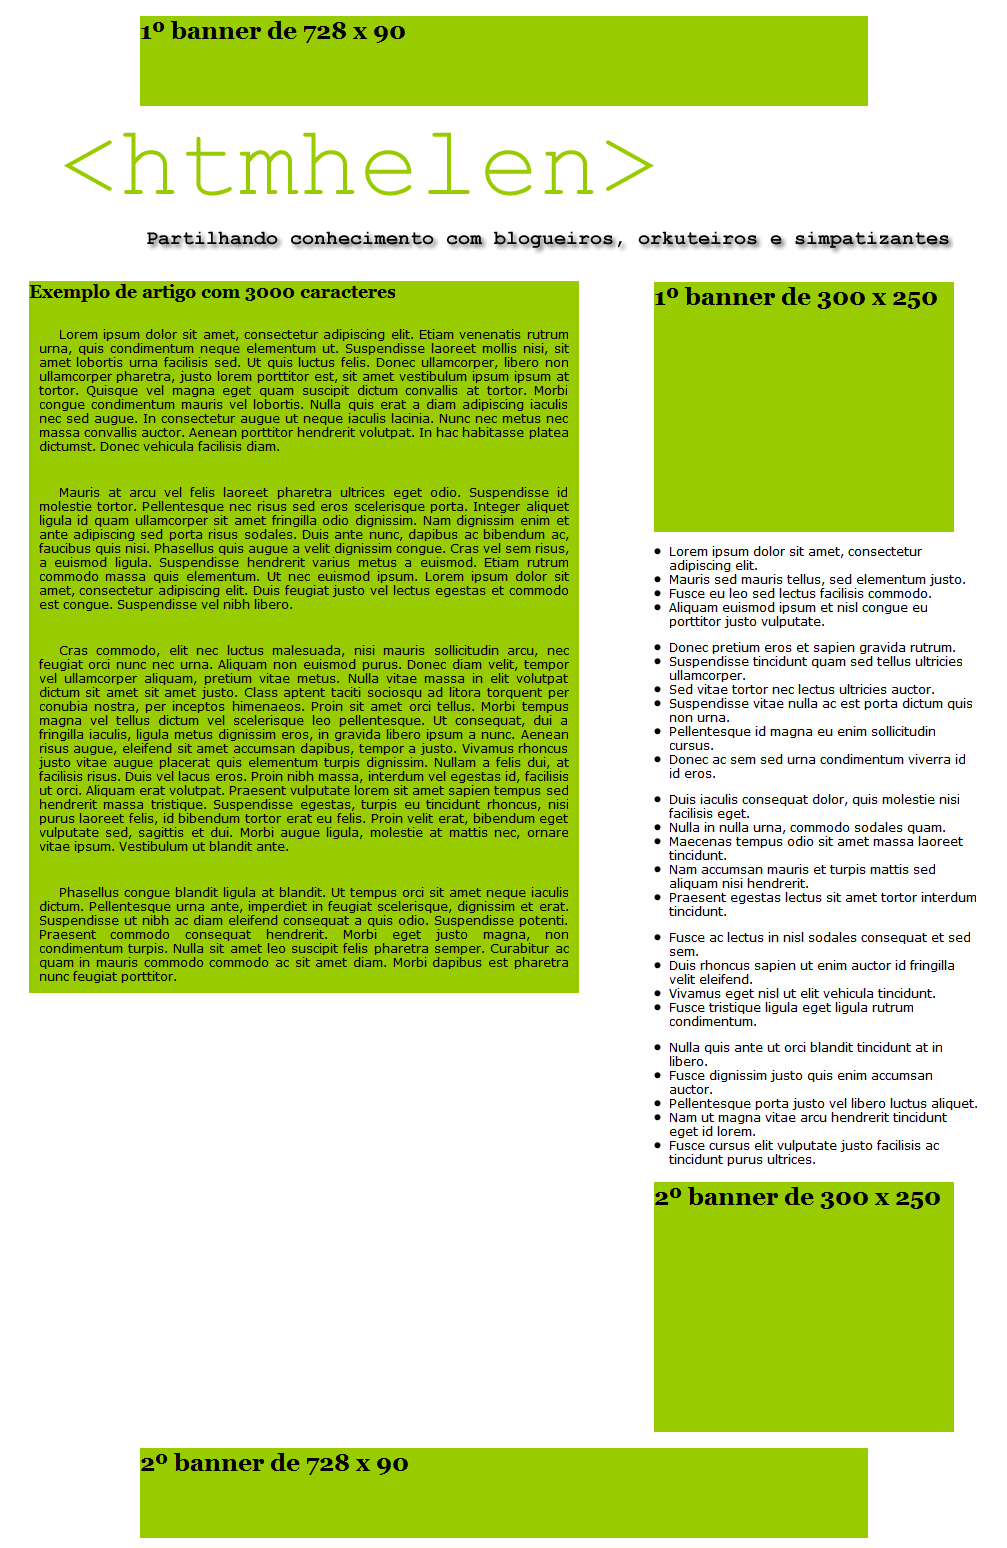 1º banner de 728 x 90
<htmhelen>
Partilhando conhecimento com blogueiros, orkuteiros e simpatizantes
Exemplo de artigo com 3000 caracteres
Lorem ipsum dolor sit amet, consectetur adipiscing elit. Etiam venenatis rutrum
urna, quis condimentum neque elementum ut. Suspendisse laoreet mollis nisi, sit
amet lobortis urna facilisis sed. Ut quis luctus felis. Donec ullamcorper, libero non
ullamcorper pharetra, justo lorem porttitor est, sit amet vestibulum ipsum ipsum at
tortor. Quisque vel magna eget quam suscipit dictum convallis at tortor. Morbi
congue condimentum mauris vel lobortis. Nulla quis erat a diam adipiscing iaculis
nec sed augue. In consectetur augue ut neque iaculis lacinia. Nunc nec metus nec
massa convallis auctor. Aenean porttitor hendrerit volutpat. In hac habitasse platea
dictumst. Donec vehicula facilisis diam.
Mauris at arcu vel felis laoreet pharetra ultrices eget odio. Suspendisse id
molestie tortor. Pellentesque nec risus sed eros scelerisque porta. Integer aliquet
ligula id quam ullamcorper sit amet fringilla odio dignissim. Nam dignissim enim et
ante adipiscing sed porta risus sodales. Duis ante nunc, dapibus ac bibendum ac,
faucibus quis nisi. Phasellus quis augue a velit dignissim congue. Cras vel sem risus,
a euismod ligula. Suspendisse hendrerit varius metus a euismod. Etiam rutrum
commodo massa quis elementum. Ut nec euismod ipsum. Lorem ipsum dolor sit
amet, consectetur adipiscing elit. Duis feugiat justo vel lectus egestas et commodo
est congue. Suspendisse vel nibh libero.
Cras commodo, elit nec luctus malesuada, nisi mauris sollicitudin arcu, nec
feugiat orci nunc nec urna. Aliquam non euismod purus. Donec diam velit, tempor
vel ullamcorper aliquam, pretium vitae metus. Nulla vitae massa in elit volutpat
dictum sit amet sit amet justo. Class aptent taciti sociosqu ad litora torquent per
conubia nostra, per inceptos himenaeos. Proin sit amet orci tellus. Morbi tempus
magna vel tellus dictum vel scelerisque leo pellentesque. Ut consequat, dui a
fringilla iaculis, ligula metus dignissim eros, in gravida libero ipsum a nunc. Aenean
risus augue, eleifend sit amet accumsan dapibus, tempor a justo. Vivamus rhoncus
justo vitae augue placerat quis elementum turpis dignissim. Nullam a felis dui, at
facilisis risus. Duis vel lacus eros. Proin nibh massa, interdum vel egestas id, facilisis
ut orci. Aliquam erat volutpat. Praesent vulputate lorem sit amet sapien tempus sed
hendrerit massa tristique. Suspendisse egestas, turpis eu tincidunt rhoncus, nisi
purus laoreet felis, id bibendum tortor erat eu felis. Proin velit erat, bibendum eget
vulputate sed, sagittis et dui. Morbi augue ligula, molestie at mattis nec, ornare
vitae ipsum. Vestibulum ut blandit ante.
Phasellus congue blandit ligula at blandit. Ut tempus orci sit amet neque iaculis
dictum. Pellentesque urna ante, imperdiet in feugiat scelerisque, dignissim et erat.
Suspendisse ut nibh ac diam eleifend consequat a quis odio. Suspendisse potenti.
Praesent commodo consequat hendrerit. Morbi eget justo magna, non
condimentum turpis. Nulla sit amet leo suscipit felis pharetra semper. Curabitur ac
quam in mauris commodo commodo ac sit amet diam. Morbi dapibus est pharetra
nunc feugiat porttitor.
1º banner de 300 x 250
• Lorem ipsum dolor sit amet, consectetur
adipiscing elit.
• Mauris sed mauris tellus, sed elementum justo.
• Fusce eu leo sed lectus facilisis commodo.
• Aliquam euismod ipsum et nisl congue eu
porttitor justo vulputate.
• Donec pretium eros et sapien gravida rutrum.
• Suspendisse tincidunt quam sed tellus ultricies
ullamcorper.
• Sed vitae tortor nec lectus ultricies auctor.
• Suspendisse vitae nulla ac est porta dictum quis
non urna.
• Pellentesque id magna eu enim sollicitudin
cursus.
• Donec ac sem sed urna condimentum viverra id
id eros.
• Duis iaculis consequat dolor, quis molestie nisi
facilisis eget.
• Nulla in nulla urna, commodo sodales quam.
• Maecenas tempus odio sit amet massa laoreet
tincidunt.
• Nam accumsan mauris et turpis mattis sed
aliquam nisi hendrerit.
• Praesent egestas lectus sit amet tortor interdum
tincidunt.
• Fusce ac lectus in nisl sodales consequat et sed
sem.
• Duis rhoncus sapien ut enim auctor id fringilla
velit eleifend.
• Vivamus eget nisl ut elit vehicula tincidunt.
• Fusce tristique ligula eget ligula rutrum
condimentum.
• Nulla quis ante ut orci blandit tincidunt at in
libero.
• Fusce dignissim justo quis enim accumsan
auctor.
• Pellentesque porta justo vel libero luctus aliquet.
• Nam ut magna vitae arcu hendrerit tincidunt
eget id lorem.
• Fusce cursus elit vulputate justo facilisis ac
tincidunt purus ultrices.
2º banner de 300 x 250
2º banner de 728 x 90